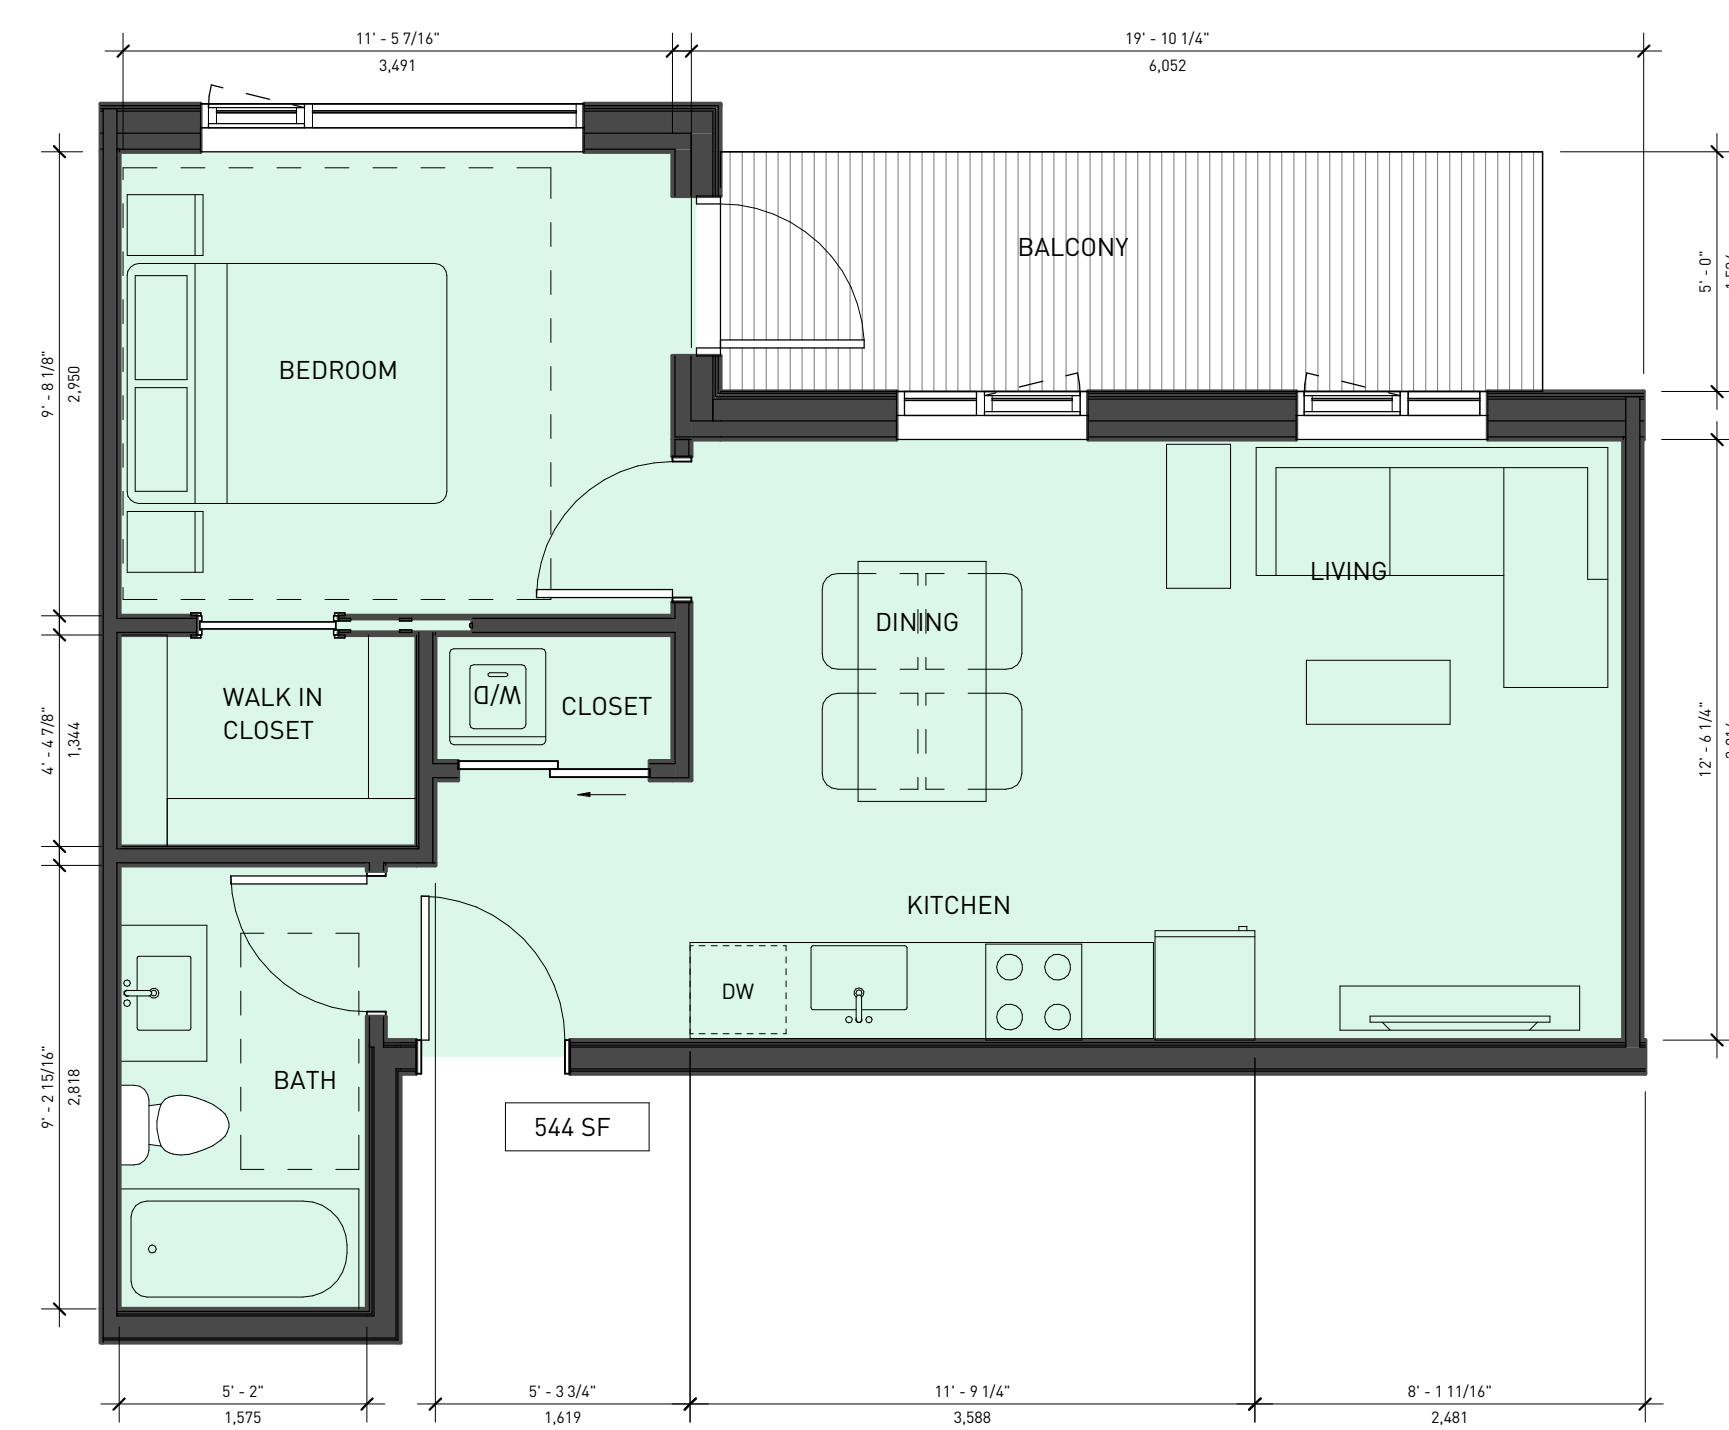 11' - 5 7/16"
3,491
19' - 10 1/4"
6,052
BALCONY
5' - 0"
9' - 8 1/8"
2,950
BEDROOM
LIVING
DINING
WALK IN
CLOSET
W/D
CLOSET
4' - 4 7/8"
1,344
12' - 6 1/4"
KITCHEN
DW
BATH
9' - 2 15/16"
2,818
544 SF
5' - 2"
1,575
5' - 3 3/4"
1,619
11' - 9 1/4"
3,588
8' - 1 11/16"
2,481